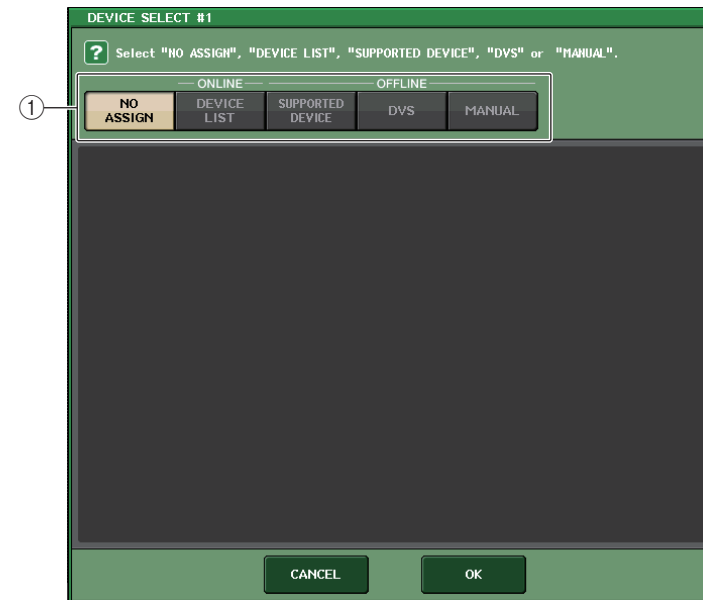 DEVICE SELECT #1
? Select "NO ASSIGN", "DEVICE LIST", "SUPPORTED DEVICE", "DVS" or "MANUAL".
ONLINE OFFLINE
①
NO ASSIGN
DEVICE LIST
SUPPORTED DEVICE
DVS
MANUAL
CANCEL OK